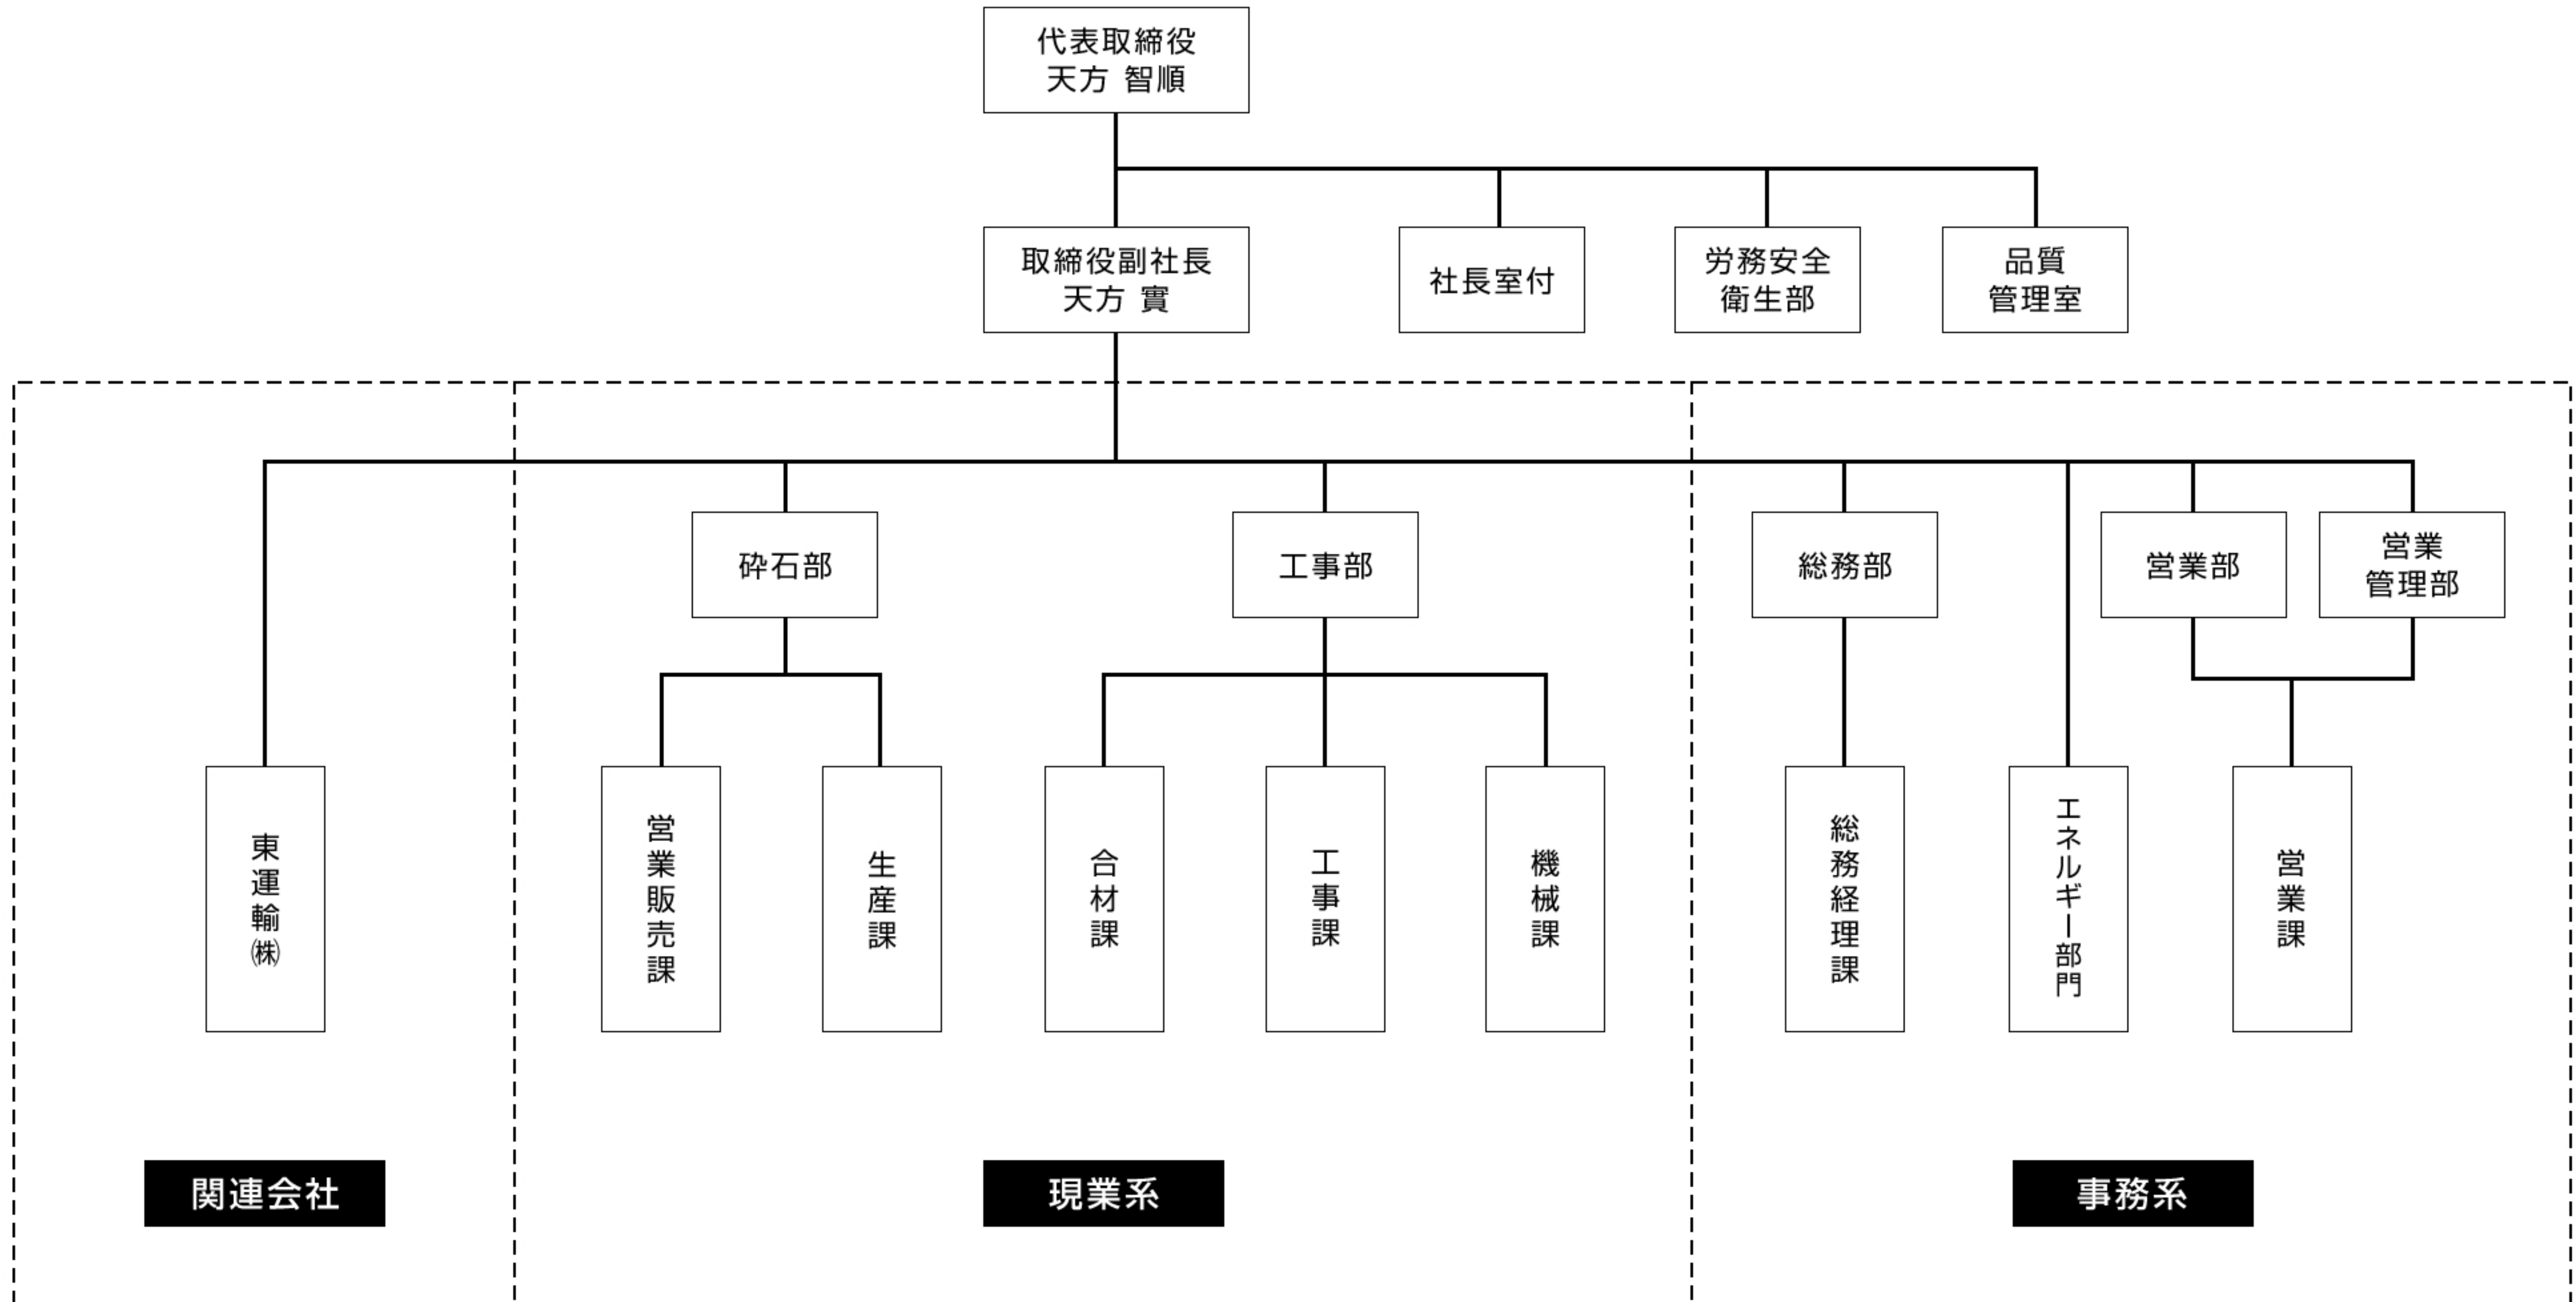 代表取締役
天方 智順
取締役副社長
天方 實
社長室付
労務安全
衛生部
品質
管理室
砕石部
工事部
総務部
営業部
営業
管理部
東運輸㈱
営業販売課
生産課
合材課
工事課
機械課
総務経理課
エネルギー部門
営業課
関連会社
現業系
事務系